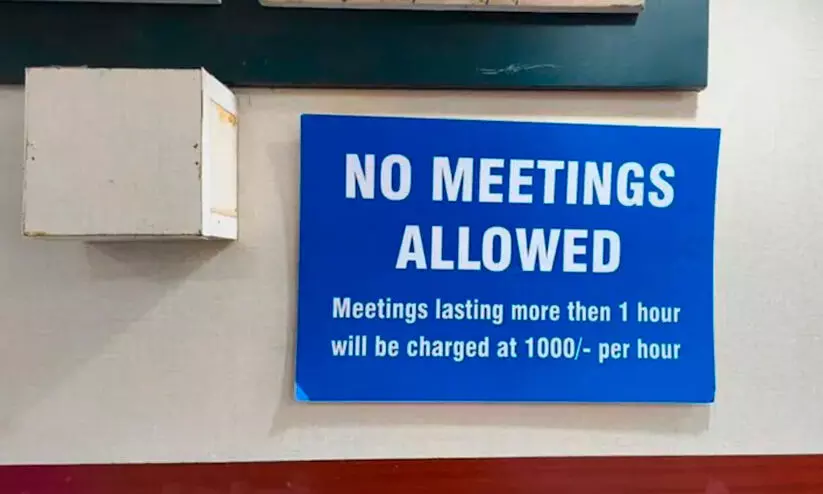 NO MEETINGS
ALLOWED
Meetings lasting more then 1 hour
will be charged at 1000/- per hour